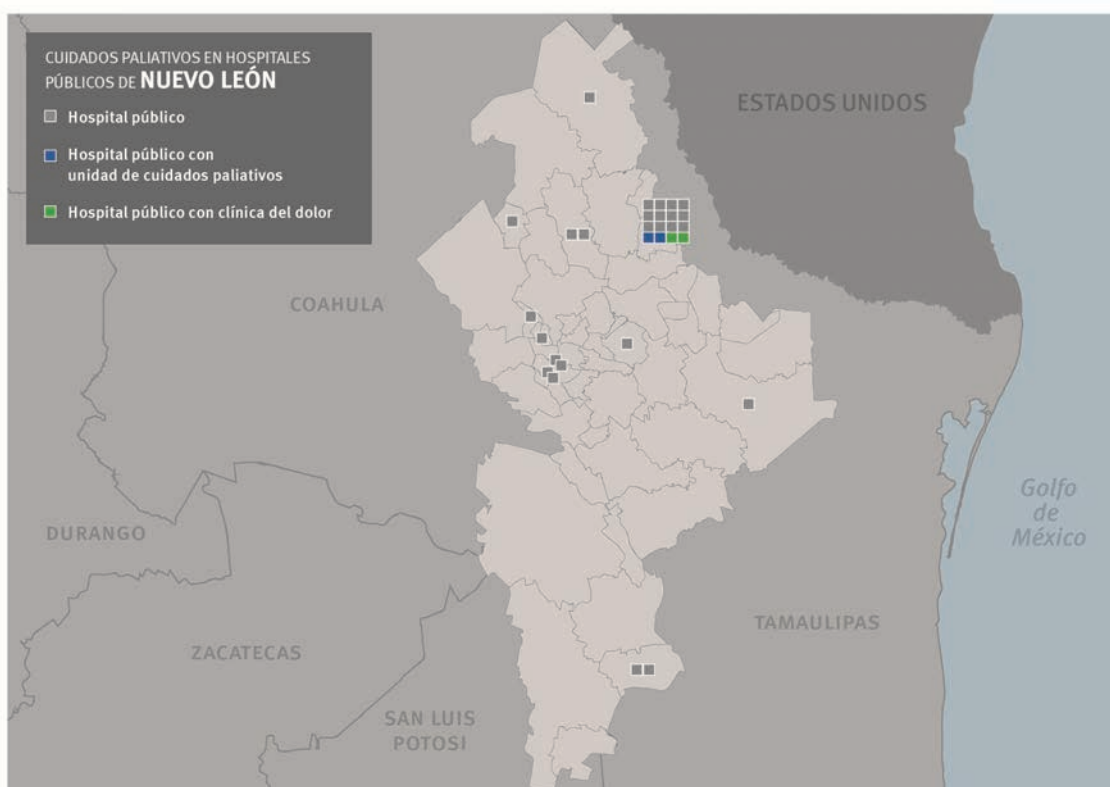 CUIDADOS PALIATIVOS EN HOSPITALES
PÚBLICOS DE NUEVO LEÓN
Hospital público
Hospital público con
unidad de cuidados paliativos
Hospital público con clínica del dolor
ESTADOS UNIDOS
COAHULA
DURANGO
ZACATECAS
SAN LUIS
POTOSI
TAMAULIPAS
Golfo
de
México